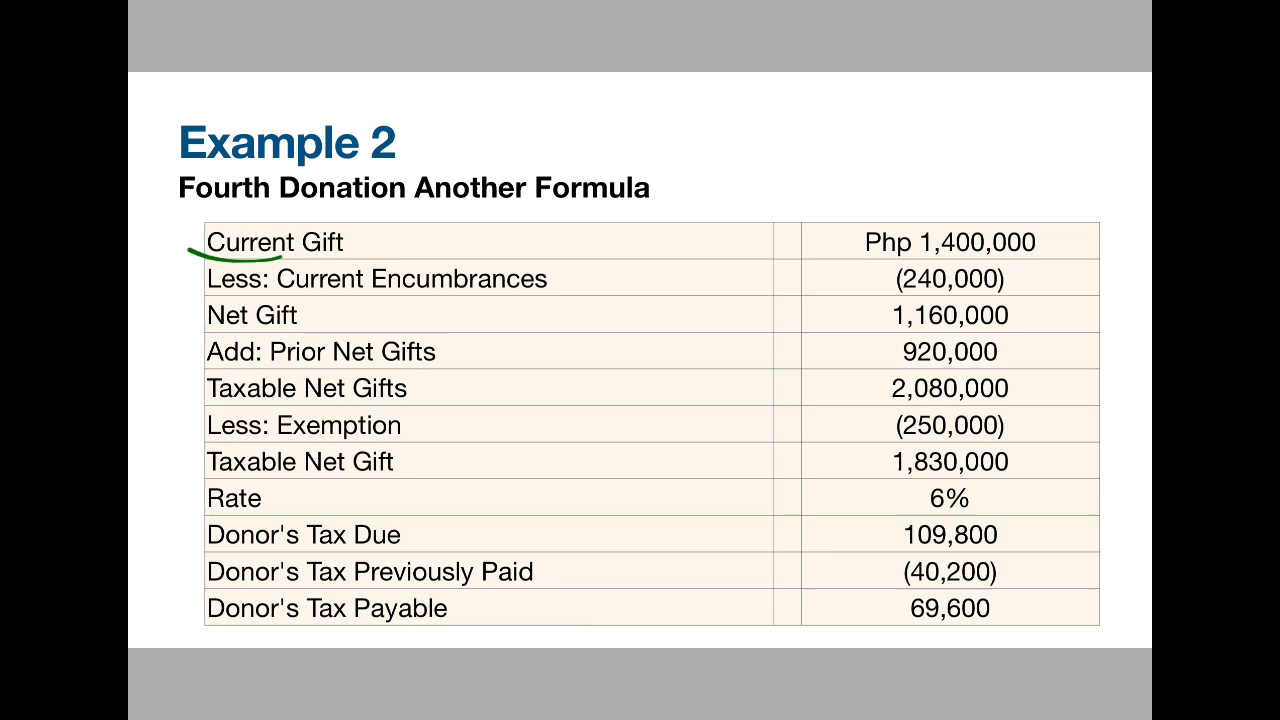 Example 2
Fourth Donation Another Formula
Current Gift Php 1,400,000
Less: Current Encumbrances (240,000)
Net Gift 1,160,000
Add: Prior Net Gifts 920,000
Taxable Net Gifts 2,080,000
Less: Exemption (250,000)
Taxable Net Gift 1,830,000
Rate 6%
Donor's Tax Due 109,800
Donor's Tax Previously Paid (40,200)
Donor's Tax Payable 69,600